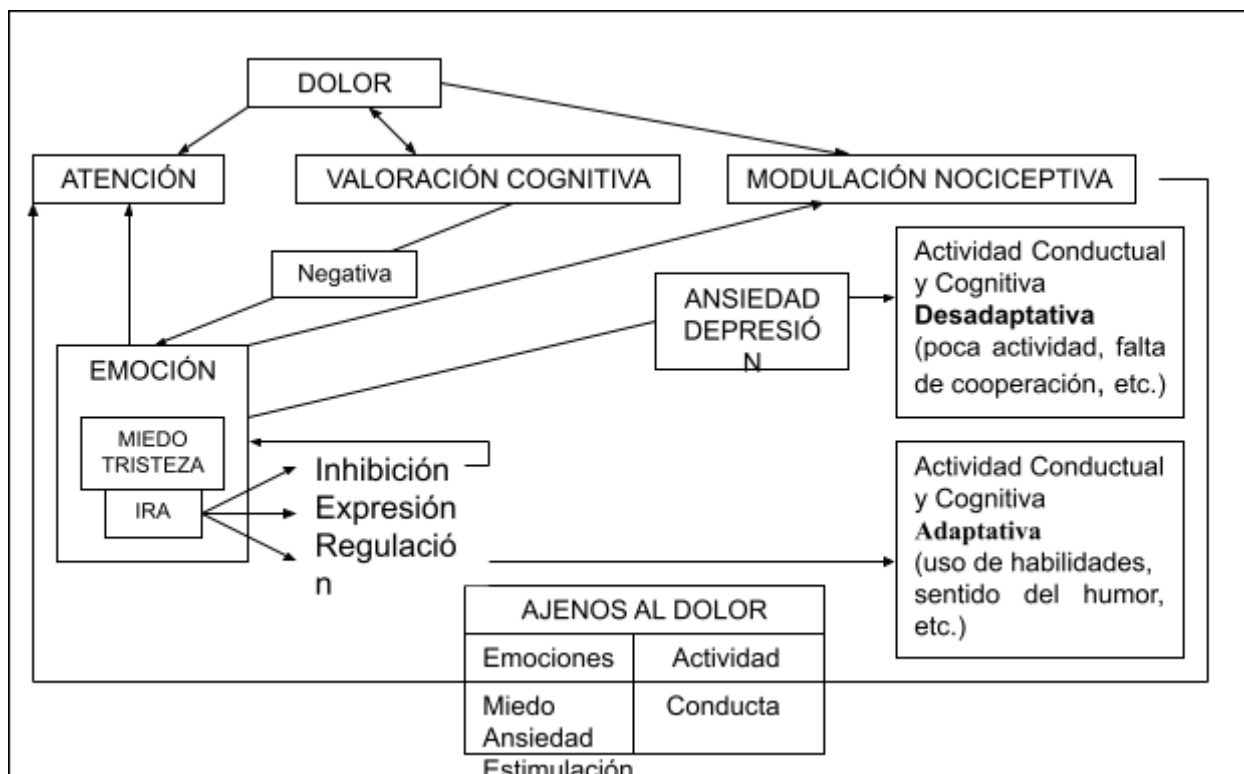 DOLOR
ATENCIÓN
VALORACIÓN COGNITIVA
MODULACIÓN NOCICEPTIVA
Negativa
ANSIEDAD
DEPRESIÓ
N
Actividad Conductual
y Cognitiva
Desadaptativa
(poca actividad, falta
de cooperación, etc.)
EMOCIÓN
MIEDO
TRISTEZA
IRA
Inhibición
Expresión
Regulació
n
Actividad Conductual
y Cognitiva
Adaptativa
(uso de habilidades,
sentido del humor,
etc.)
AJENOS AL DOLOR
Emociones
Actividad
Miedo
Ansiedad
Estimulación
Conducta